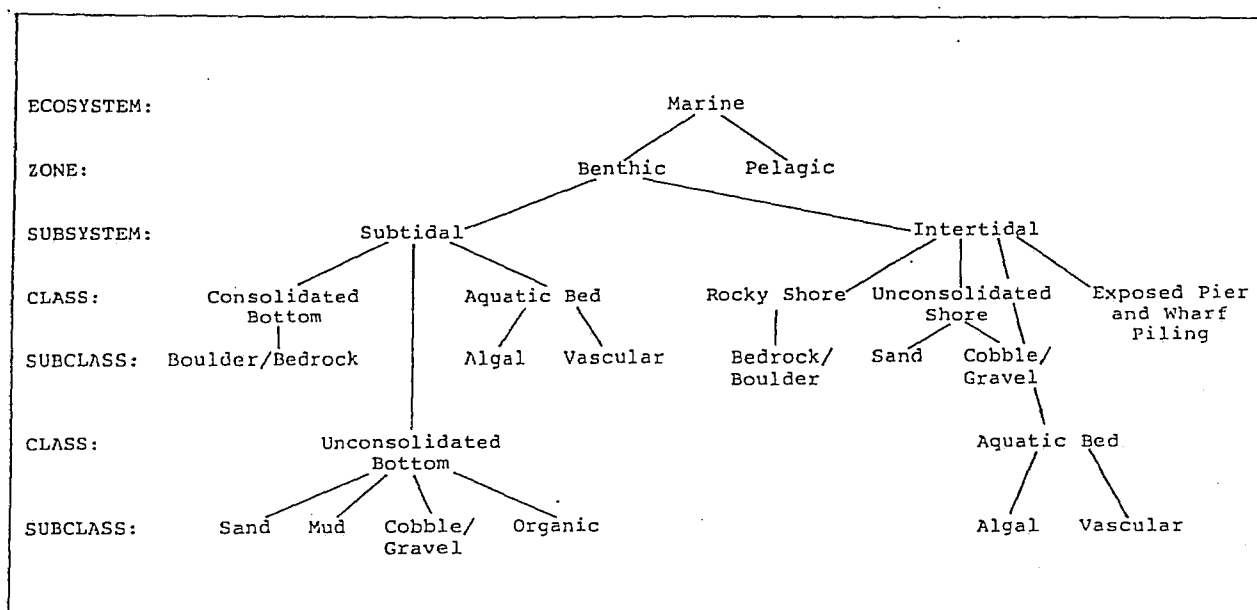 ECOSYSTEM: Marine
ZONE: Benthic Pelagic
SUBSYSTEM: Subtidal Intertidal
CLASS: Consolidated Aquatic Bed Rocky Shore Unconsolidated Exposed Pier
Bottom Shore and Wharf
Piling
SUBCLASS: Boulder/Bedrock Algal Vascular Bedrock/ Sand Cobble/
Boulder Gravel
CLASS: Unconsolidated Aquatic Bed
Bottom
SUBCLASS: Sand Mud Cobble/ Organic Algal Vascular
Gravel